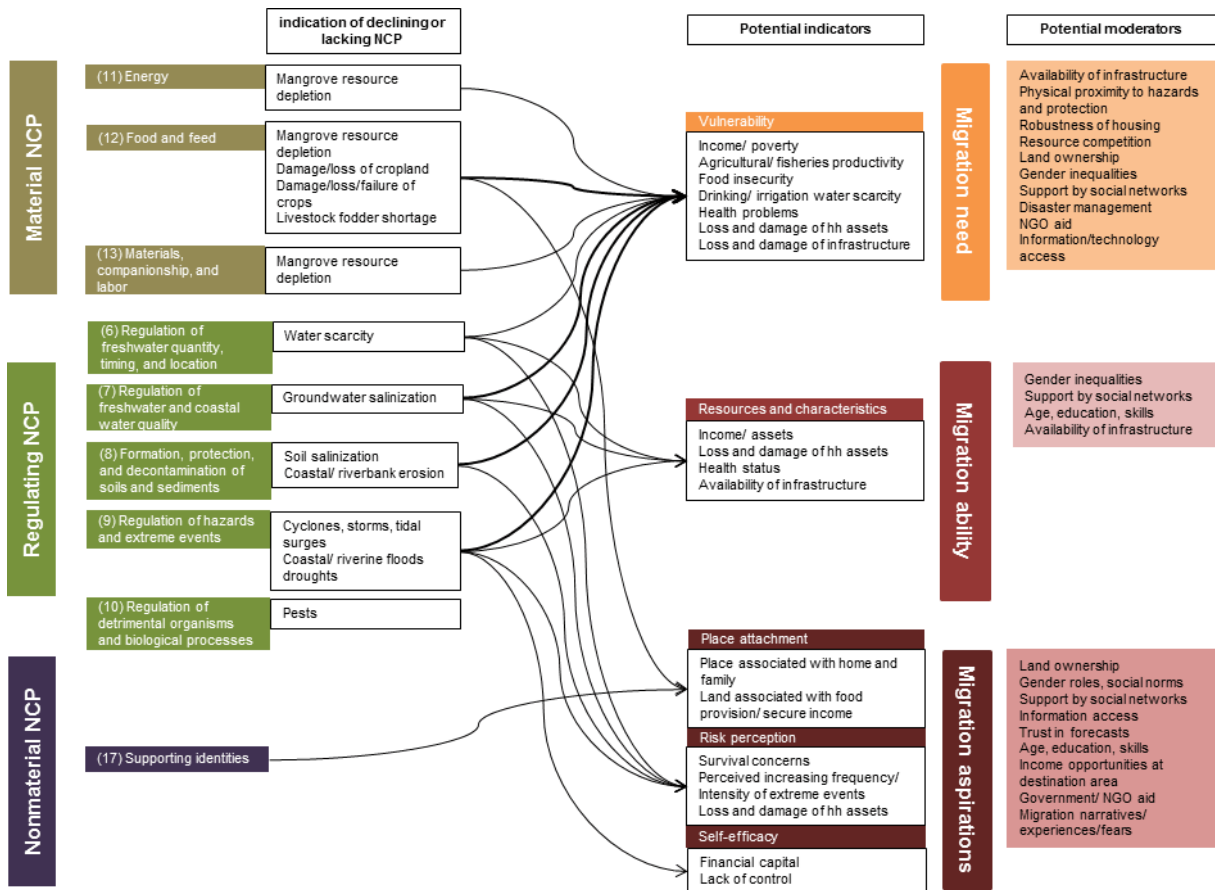 indication of declining or
lacking NCP
Potential indicators
Potential moderators
Material NCP
(11) Energy
Mangrove resource
depletion
(12) Food and feed
Mangrove resource
depletion
Damage/loss of cropland
Damage/loss/failure of
crops
Livestock fodder shortage
(13) Materials,
companionship, and
labor
Mangrove resource
depletion
Regulating NCP
(6) Regulation of
freshwater quantity,
timing, and location
Water scarcity
(7) Regulation of
freshwater and coastal
water quality
Groundwater salinization
(8) Formation, protection,
and decontamination of
soils and sediments
Soil salinization
Coastal/ riverbank erosion
(9) Regulation of hazards
and extreme events
Cyclones, storms, tidal
surges
Coastal/ riverine floods
droughts
(10) Regulation of
detrimental organisms
and biological processes
Pests
Nonmaterial NCP
(17) Supporting identities
Vulnerability
Income/ poverty
Agricultural/ fisheries productivity
Food insecurity
Drinking/ irrigation water scarcity
Health problems
Loss and damage of hh assets
Loss and damage of infrastructure
Migration need
Availability of infrastructure
Physical proximity to hazards
and protection
Robustness of housing
Resource competition
Land ownership
Gender inequalities
Support by social networks
Disaster management
NGO aid
Information/technology
access
Resources and characteristics
Income/ assets
Loss and damage of hh assets
Health status
Availability of infrastructure
Migration ability
Gender inequalities
Support by social networks
Age, education, skills
Availability of infrastructure
Place attachment
Place associated with home and
family
Land associated with food
provision/ secure income
Risk perception
Survival concerns
Perceived increasing frequency/
Intensity of extreme events
Loss and damage of hh assets
Self-efficacy
Financial capital
Lack of control
Migration aspirations
Land ownership
Gender roles, social norms
Support by social networks
Information access
Trust in forecasts
Age, education, skills
Income opportunities at
destination area
Government/ NGO aid
Migration narratives/
experiences/fears